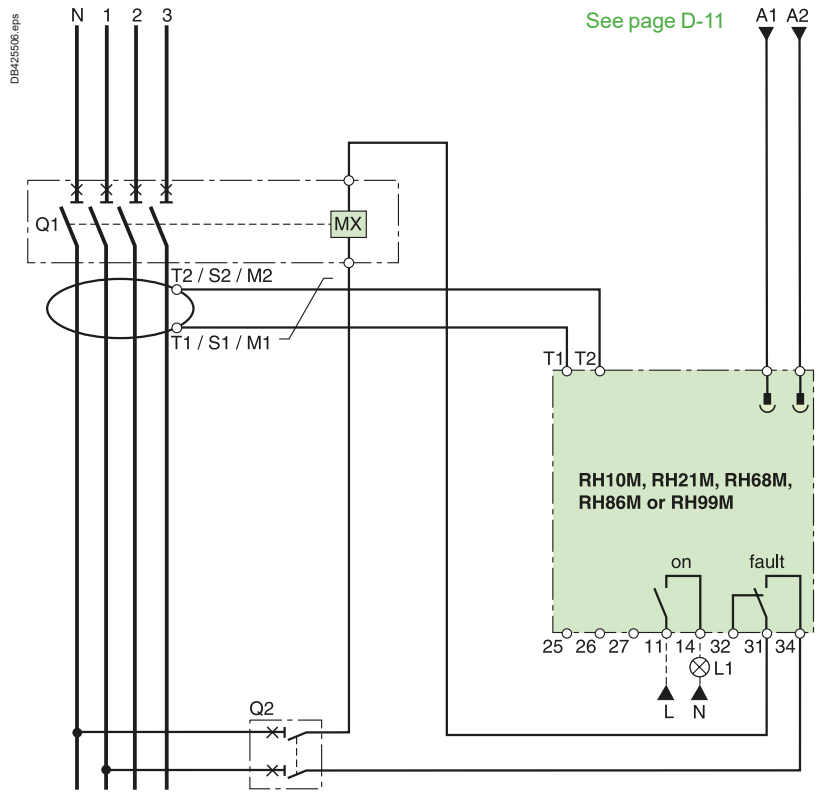 DB425506.eps
N 1 2 3
See page D-11
A1 A2
Q1
MX
T2 / S2 / M2
T1 / S1 / M1
T1 T2
RH10M, RH21M, RH68M,
RH86M or RH99M
on fault
25 26 27 11 14 32 31 34
L1
L N
Q2